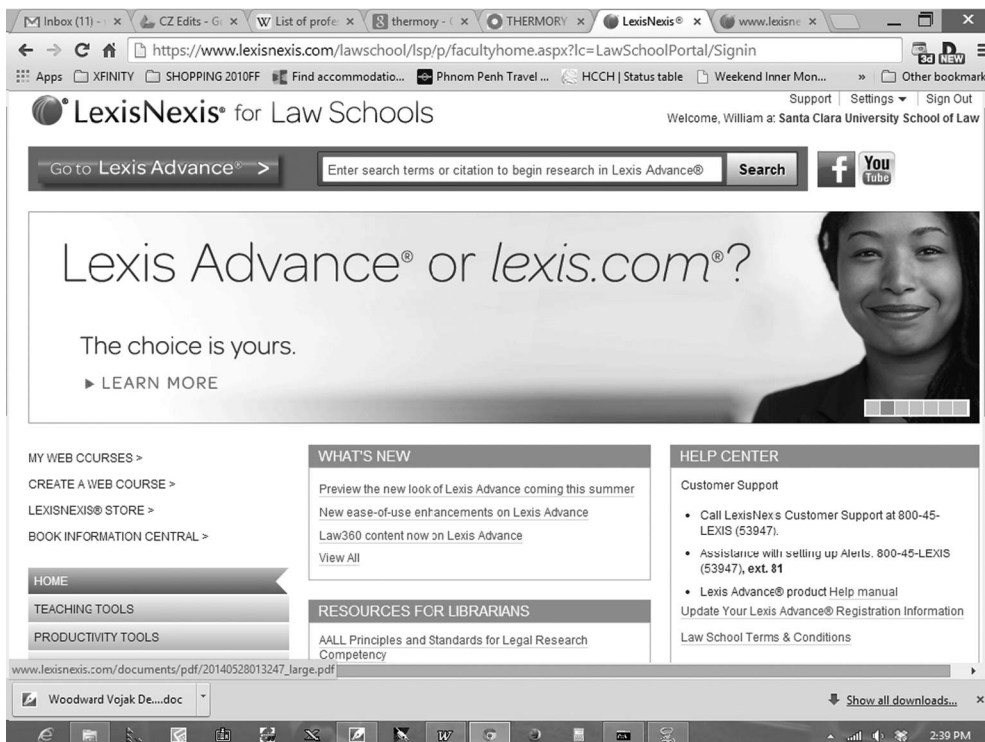 Inbox (11) -
CZ Edits - G
List of profe
thermory -
THERMORY
LexisNexis®
www.lexisne
https://www.lexisnexis.com/lawschool/lsp/p/facultyhome.aspx?lc=LawSchoolPortal/Signin
3d NEW
Apps XFINITY SHOPPING 2010FF Find accommodatio... Phnom Penh Travel ... HCCH | Status table Weekend Inner Mon... » Other bookmark
Support | Settings | Sign Out
LexisNexis® for Law Schools
Welcome, William a: Santa Clara University School of Law
Go to Lexis Advance® >
Enter search terms or citation to begin research in Lexis Advance®
Search
f
You Tube
Lexis Advance® or lexis.com®?
The choice is yours.
LEARN MORE
MY WEB CCURSES >
CREATE A WEB COURSE >
LEXISNEXIS® STORE >
BOOK INFORMATION CENTRAL >
HOME
TEACHING TOOLS
PRODUCTIVITY TOOLS
WHAT'S NEW
Preview the new look of Lexis Advance coming this summer
New ease-of-use enhancements on Lexis Advance
Law360 content now on Lexis Advance
View All
RESOURCES FOR LIBRARIANS
AALL Principles and Standards for Legal Research
Competency
HELP CENTER
Customer Support
• Call LexisNexis Customer Support at 800-45-
LEXIS (53947).
• Assistance with setting up Alerts. 800-45-LEXIS
(53947), ext. 81
• Lexis Advance® product Help manual
Update Your Lexis Advance® Registration Information
Law School Terms & Conditions
www.lexisnexis.com/documents/pdf/20140528013247_large.pdf
Woodward Vojak De....doc
Show all downloads...
2:39 PM